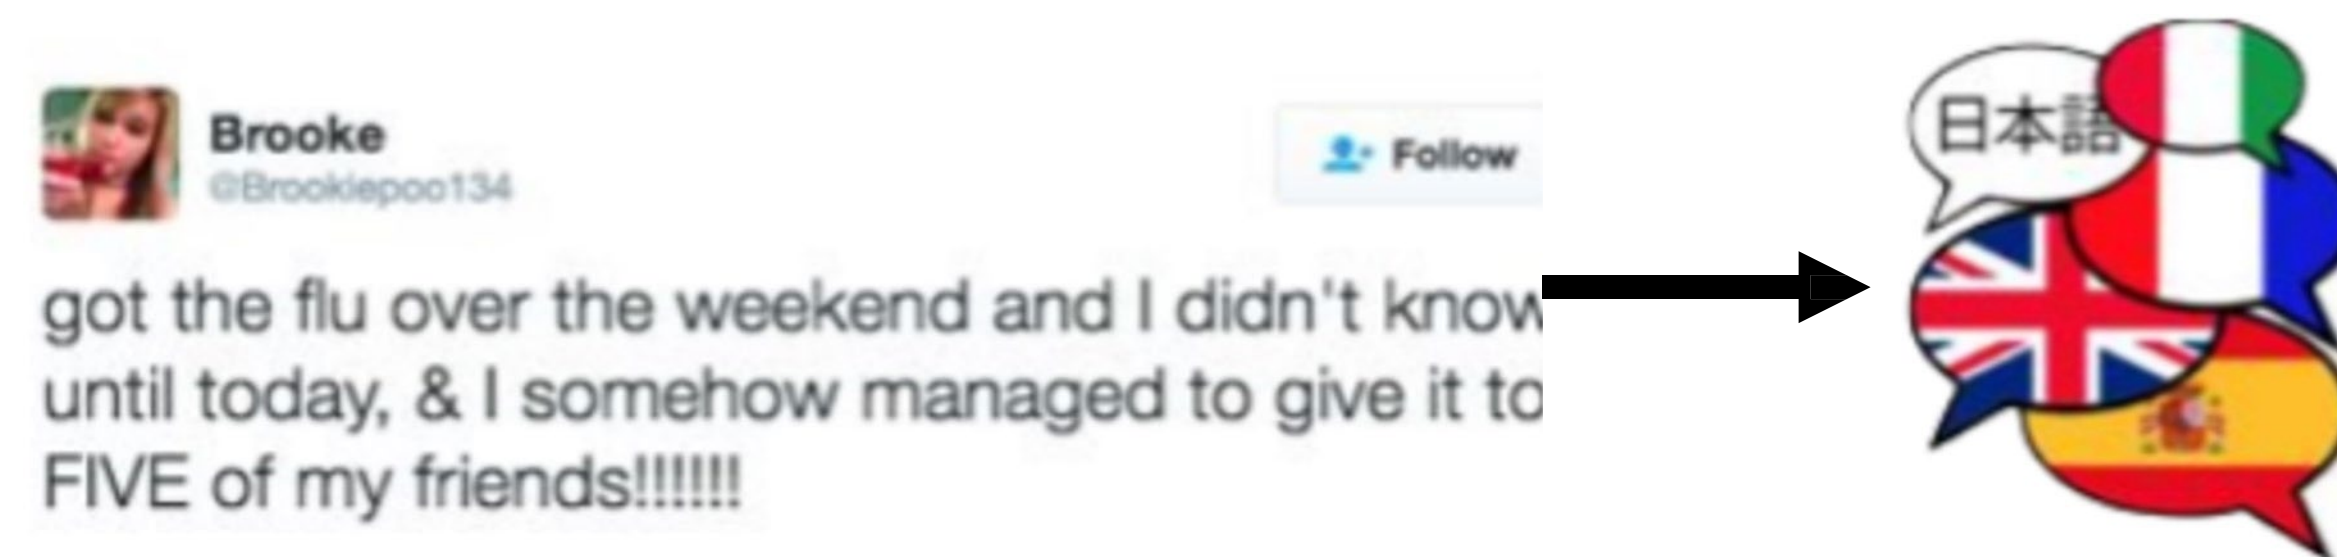 Brooke
@Brookiepoo134
Follow
got the flu over the weekend and I didn't know
until today, & I somehow managed to give it to
FIVE of my friends!!!!!!
日本語